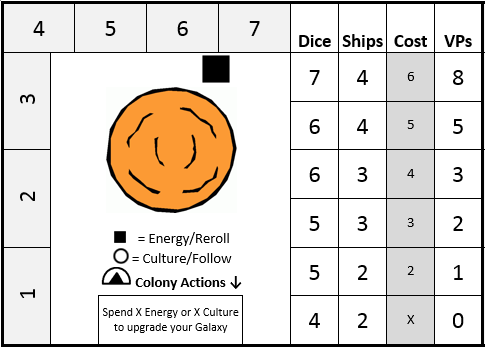 4 5 6 7
3
2
1
= Energy/Reroll
= Culture/Follow
Colony Actions ↓
Spend X Energy or X Culture
to upgrade your Galaxy
Dice Ships Cost VPs
7 4 6 8
6 4 5 5
6 3 4 3
5 3 3 2
5 2 2 1
4 2 X 0